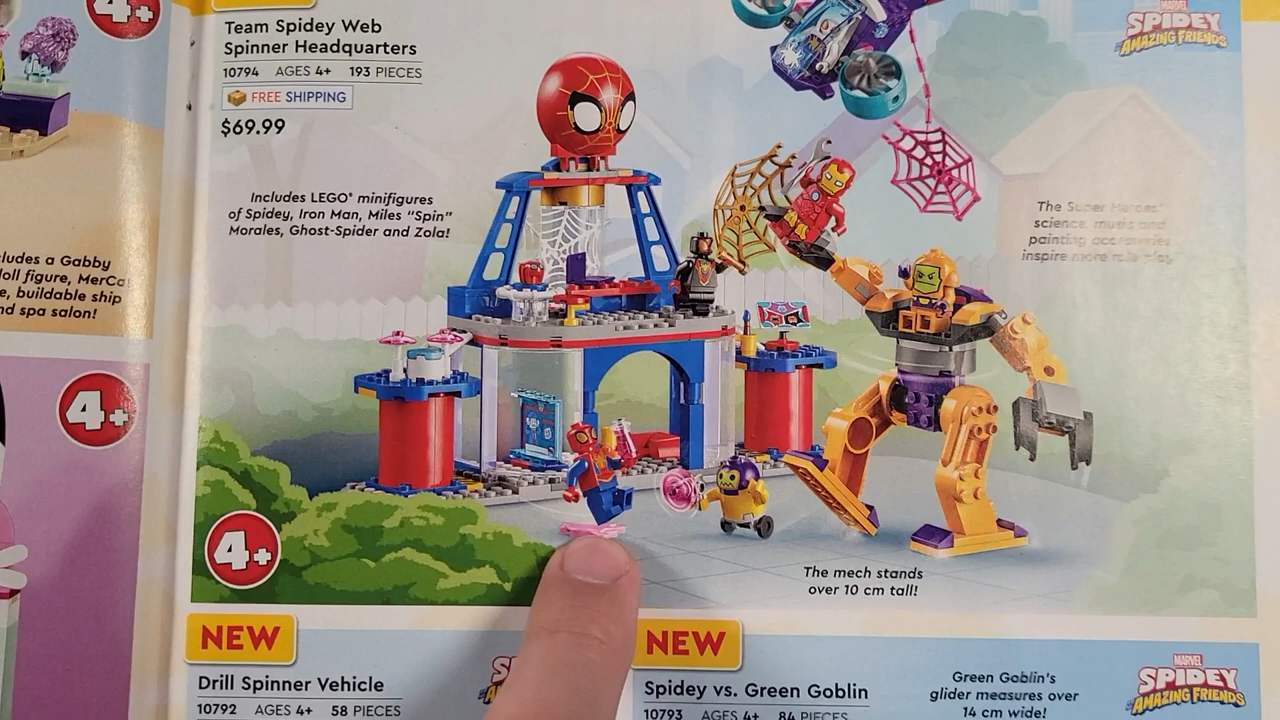 4+
Team Spidey Web
Spinner Headquarters
10794 AGES 4+ 193 PIECES
FREE SHIPPING
$69.99
Includes LEGO® minifigures
of Spidey, Iron Man, Miles "Spin"
Morales, Ghost-Spider and Zola!
MARVEL
SPIDEY
AMAZING FRIENDS
The Super Heroes'
science, music and
painting accessories
inspire more role play.
cludes a Gabby
doll figure, MerCat
e, buildable ship
nd spa salon!
4+
4+
The mech stands
over 10 cm tall!
NEW
Drill Spinner Vehicle
10792 AGES 4+ 58 PIECES
NEW
Spidey vs. Green Goblin
10793 AGES 4+ 84 PIECES
Green Goblin's
glider measures over
14 cm wide!
MARVEL
SPIDEY
AMAZING FRIENDS